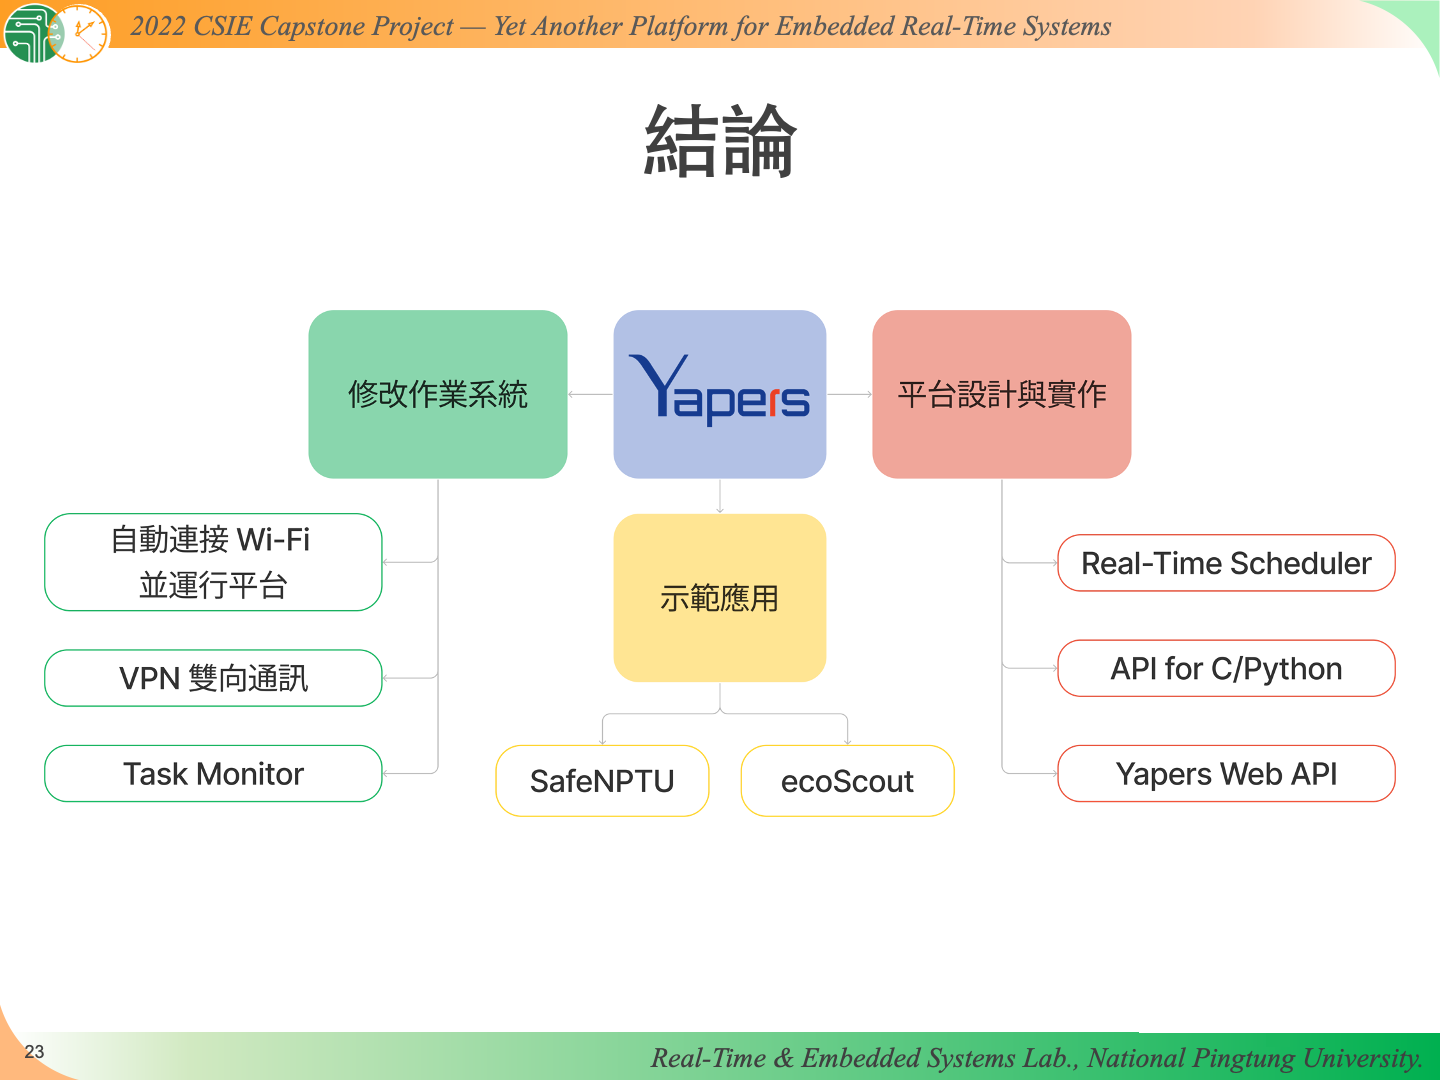 2022 CSIE Capstone Project — Yet Another Platform for Embedded Real-Time Systems
結論
修改作業系統
Yapers
平台設計與實作
自動連接 Wi-Fi
並運行平台
VPN 雙向通訊
Task Monitor
示範應用
SafeNPTU
ecoScout
Real-Time Scheduler
API for C/Python
Yapers Web API
23
Real-Time & Embedded Systems Lab., National Pingtung University.